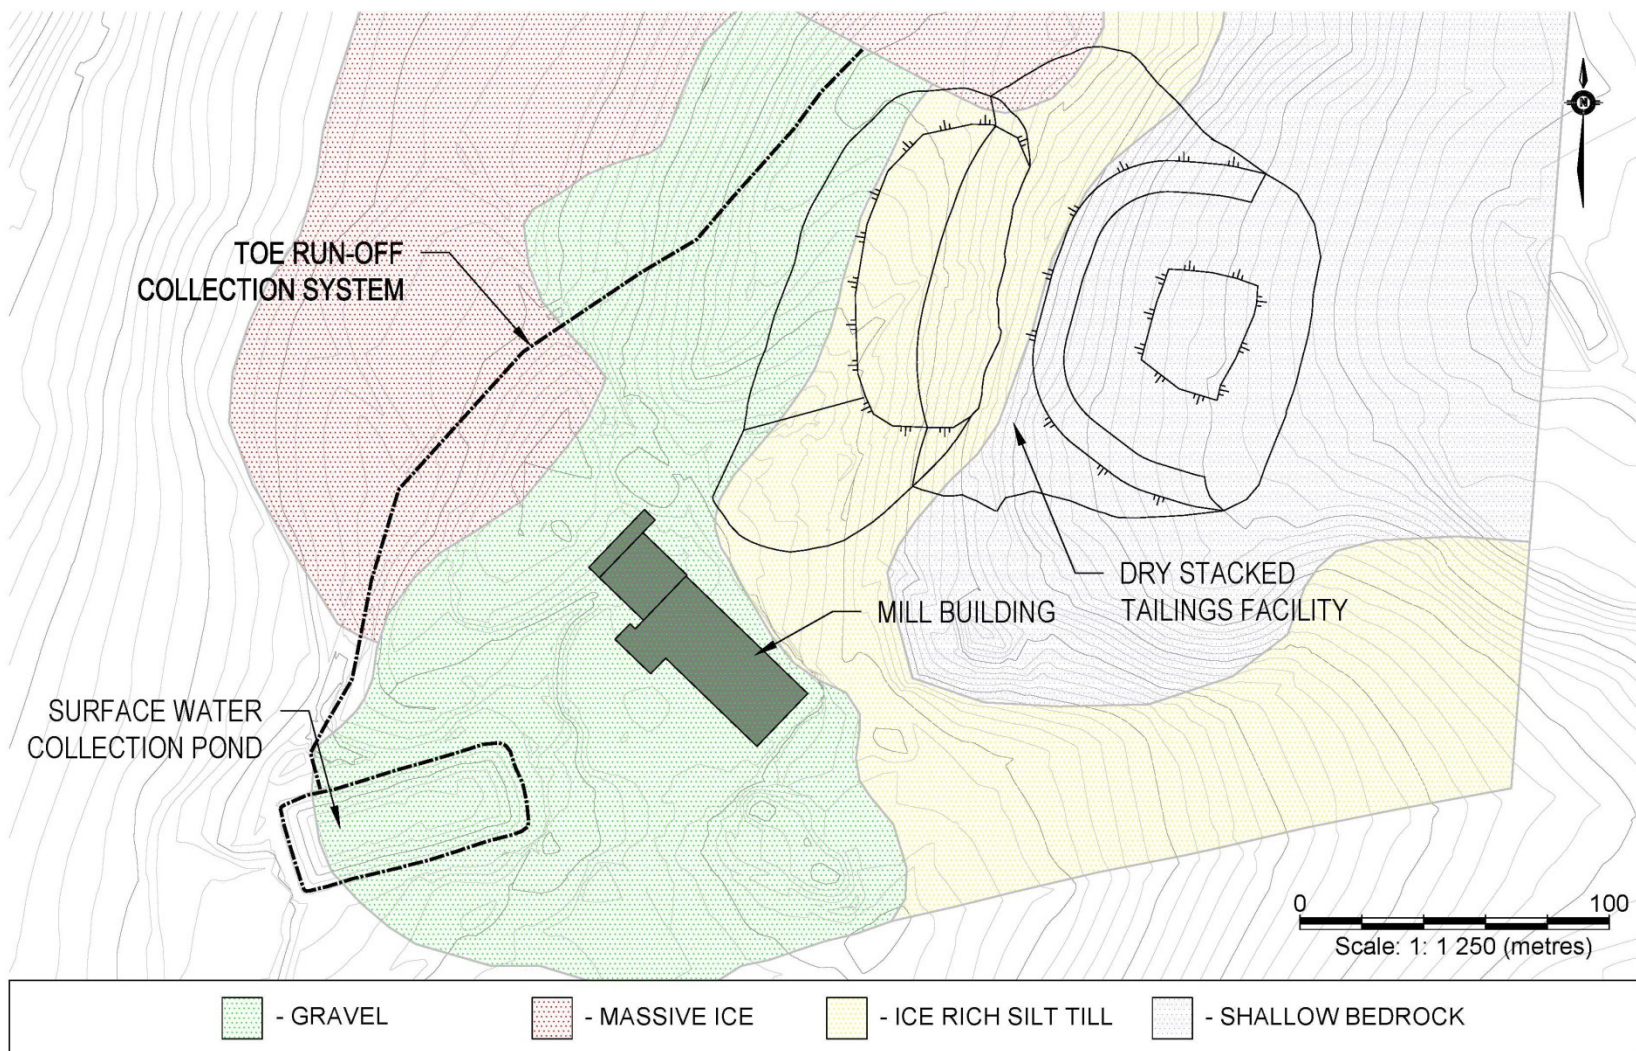 N
TOE RUN-OFF
COLLECTION SYSTEM
DRY STACKED
TAILINGS FACILITY
MILL BUILDING
SURFACE WATER
COLLECTION POND
0 100
Scale: 1: 1 250 (metres)
- GRAVEL
- MASSIVE ICE
- ICE RICH SILT TILL
- SHALLOW BEDROCK